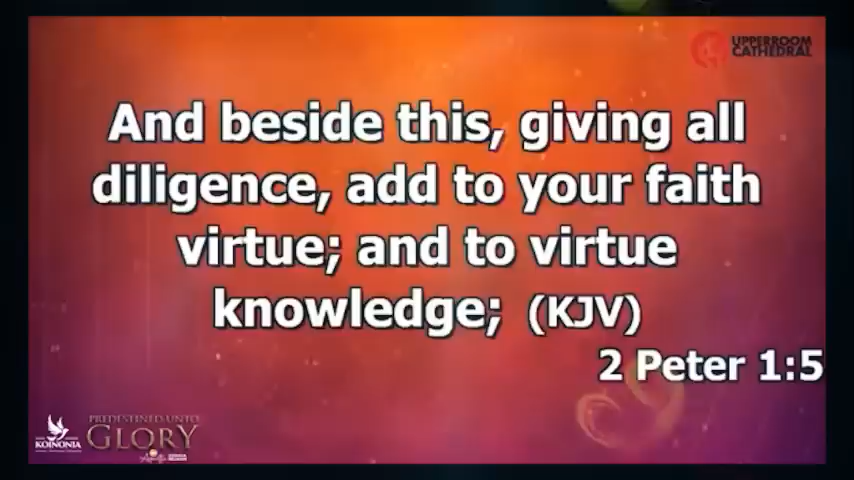 UPPERROOM
CATHEDRAL
And beside this, giving all
diligence, add to your faith
virtue; and to virtue
knowledge; (KJV)
2 Peter 1:5
KOINONIA
PREDESTINED UNTO
GLORY